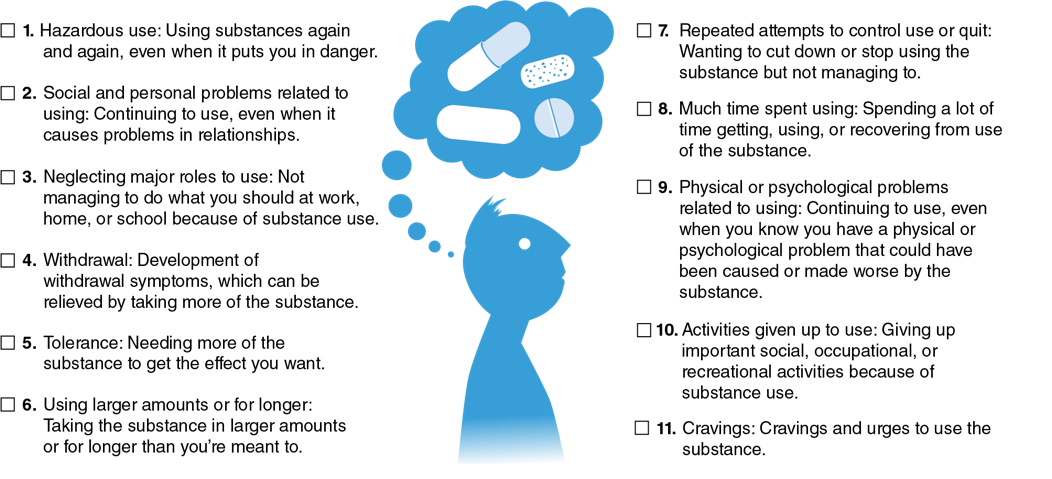 1. Hazardous use: Using substances again
and again, even when it puts you in danger.
2. Social and personal problems related to
using: Continuing to use, even when it
causes problems in relationships.
3. Neglecting major roles to use: Not
managing to do what you should at work,
home, or school because of substance use.
4. Withdrawal: Development of
withdrawal symptoms, which can be
relieved by taking more of the substance.
5. Tolerance: Needing more of the
substance to get the effect you want.
6. Using larger amounts or for longer:
Taking the substance in larger amounts
or for longer than you’re meant to.
7. Repeated attempts to control use or quit:
Wanting to cut down or stop using the
substance but not managing to.
8. Much time spent using: Spending a lot of
time getting, using, or recovering from use
of the substance.
9. Physical or psychological problems
related to using: Continuing to use, even
when you know you have a physical or
psychological problem that could have
been caused or made worse by the
substance.
10. Activities given up to use: Giving up
important social, occupational, or
recreational activities because of
substance use.
11. Cravings: Cravings and urges to use the
substance.